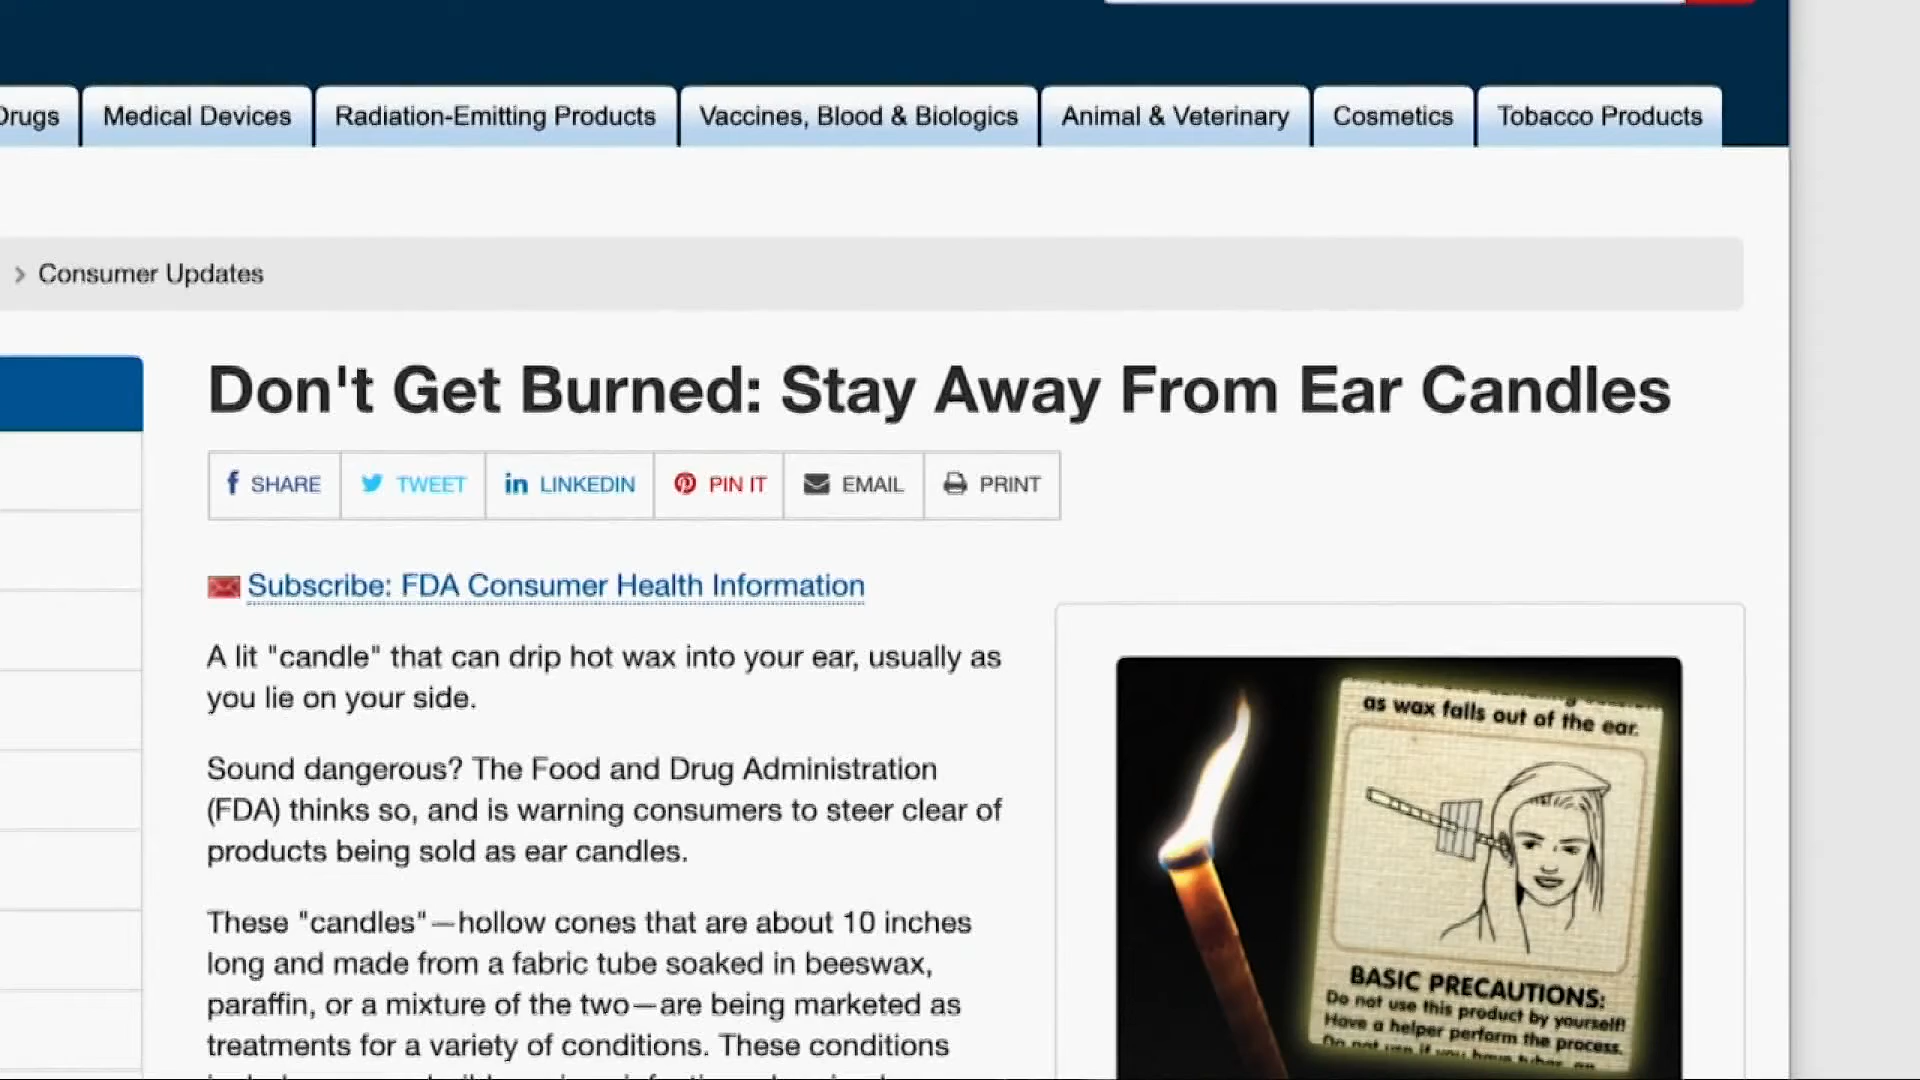 Drugs
Medical Devices
Radiation-Emitting Products
Vaccines, Blood & Biologics
Animal & Veterinary
Cosmetics
Tobacco Products
Consumer Updates
Don't Get Burned: Stay Away From Ear Candles
SHARE
TWEET
LINKEDIN
PIN IT
EMAIL
PRINT
Subscribe: FDA Consumer Health Information
A lit "candle" that can drip hot wax into your ear, usually as
you lie on your side.
Sound dangerous? The Food and Drug Administration
(FDA) thinks so, and is warning consumers to steer clear of
products being sold as ear candles.
These "candles"—hollow cones that are about 10 inches
long and made from a fabric tube soaked in beeswax,
paraffin, or a mixture of the two—are being marketed as
treatments for a variety of conditions. These conditions
as wax falls out of the ear.
BASIC PRECAUTIONS:
Do not use this product by yourself!
Have a helper perform the process.
Do not use if you have